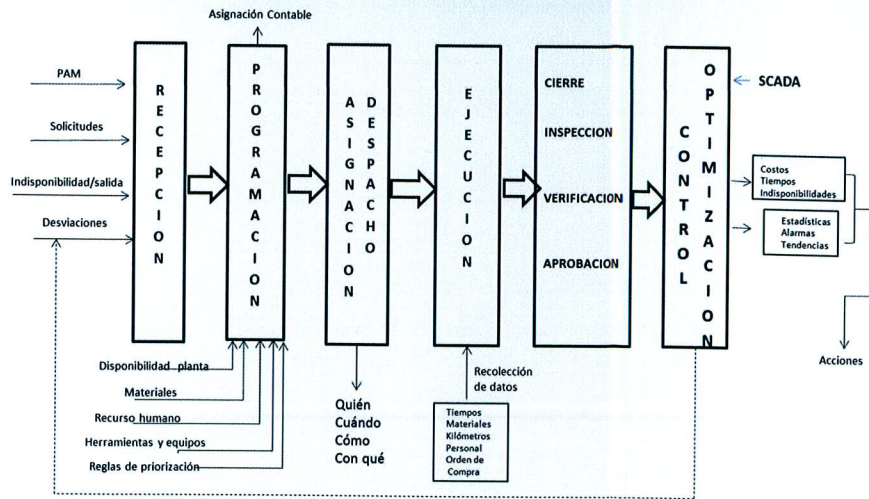 Asignación Contable
PAM
Solicitudes
Indisponibilidad/salida
Desviaciones
RECEPCION
PROGRAMACION
ASIGNACION
DESPACHO
EJECUCION
CIERRE
INSPECCION
VERIFICACION
APROBACION
CONTROL
OPTIMIZACION
SCADA
Costos
Tiempos
Indisponibilidades
Estadísticas
Alarmas
Tendencias
Acciones
Disponibilidad planta
Materiales
Recurso humano
Herramientas y equipos
Reglas de priorización
Quién
Cuándo
Cómo
Con qué
Recolección
de datos
Tiempos
Materiales
Kilómetros
Personal
Orden de
Compra